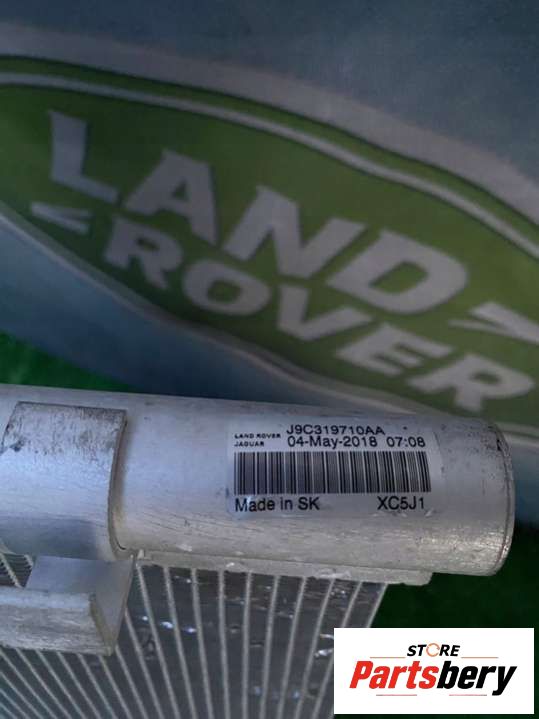 LAND
ROVER
LAND ROVER
JAGUAR
J9C319710AA
04-May-2018 07:08
Made in SK XC5J1
STORE
Partsbery